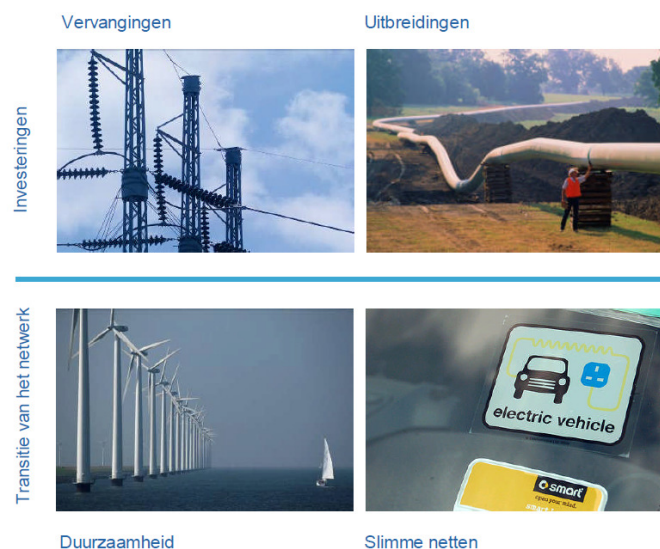 Vervangingen
Uitbreidingen
Investeringen
Transitie van het netwerk
electric vehicle
smart
open your mind.
Duurzaamheid
Slimme netten